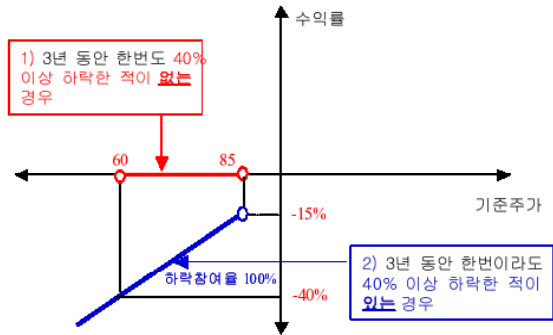 수익률
1) 3년 동안 한번도 40%
이상 하락한 적이 없는
경우
60
85
기준주가
-15%
하락참여율 100%
-40%
2) 3년 동안 한번이라도
40% 이상 하락한 적이
있는 경우